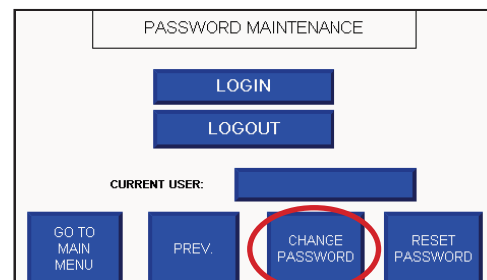 PASSWORD MAINTENANCE
LOGIN
LOGOUT
CURRENT USER:
GO TO
MAIN
MENU
PREV.
CHANGE
PASSWORD
RESET
PASSWORD